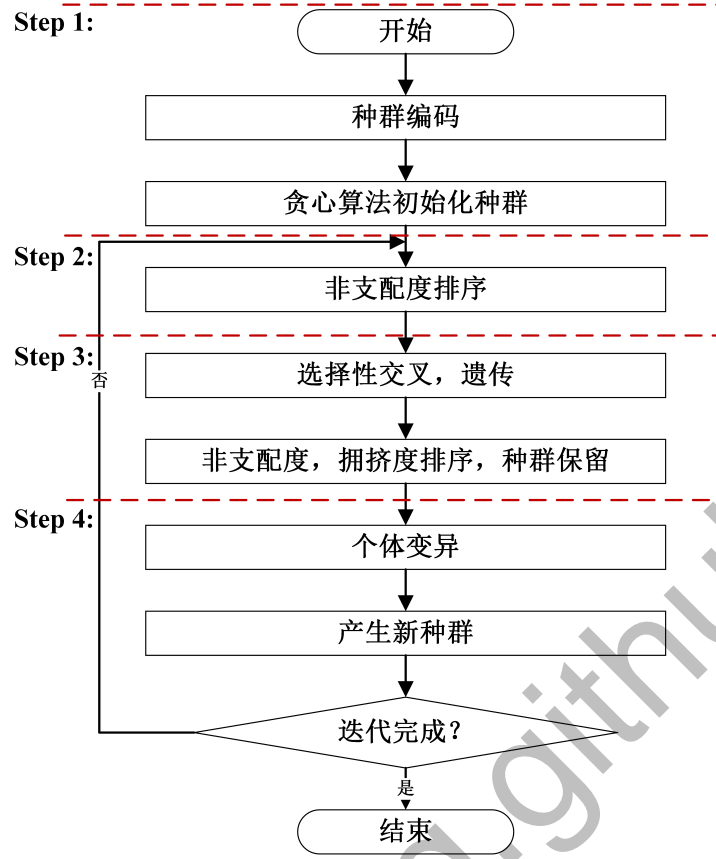 Step 1:
开始
种群编码
贪心算法初始化种群
Step 2:
非支配度排序
Step 3:
选择性交叉，遗传
否
非支配度，拥挤度排序，种群保留
Step 4:
个体变异
产生新种群
迭代完成？
是
结束
.github